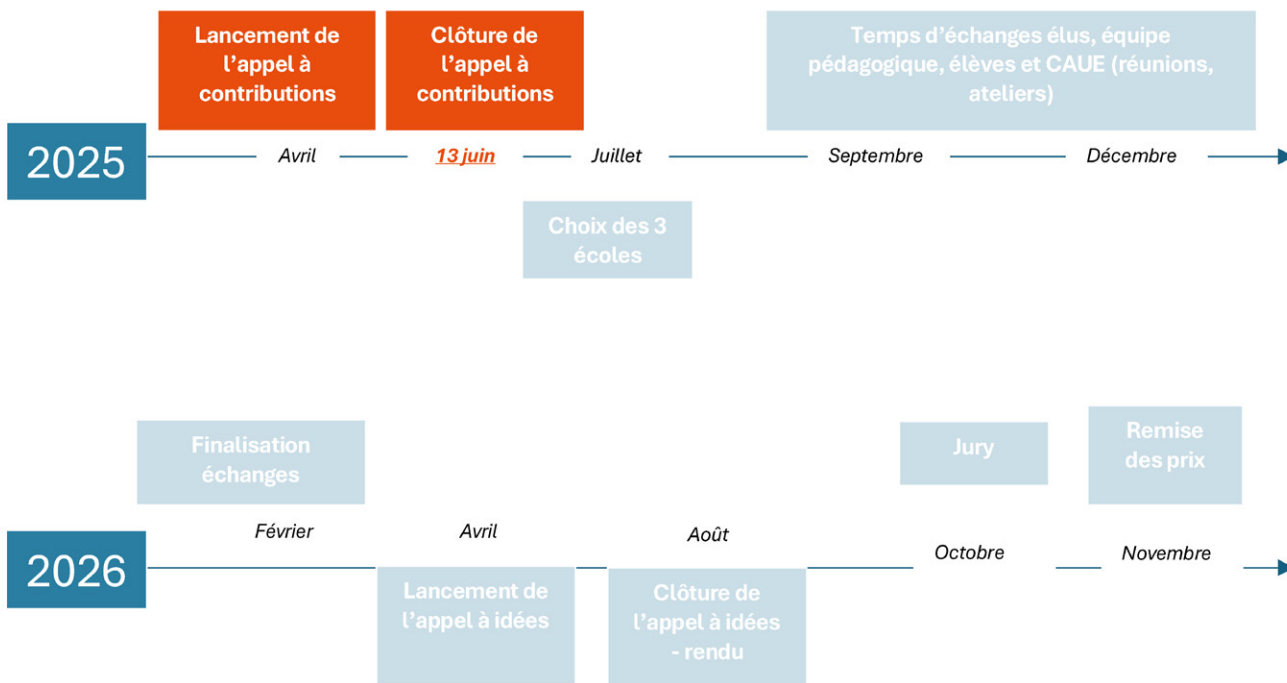 Lancement de
l’appel à
contributions
Clôture de
l’appel à
contributions
Temps d’échanges élus, équipe
pédagogique, élèves et CAUE (réunions,
ateliers)
2025
Avril
13 juin
Juillet
Septembre
Décembre
Choix des 3
écoles
Finalisation
échanges
Jury
Remise
des prix
2026
Février
Avril
Août
Octobre
Novembre
Lancement de
l’appel à idées
Clôture de
l’appel à idées
- rendu